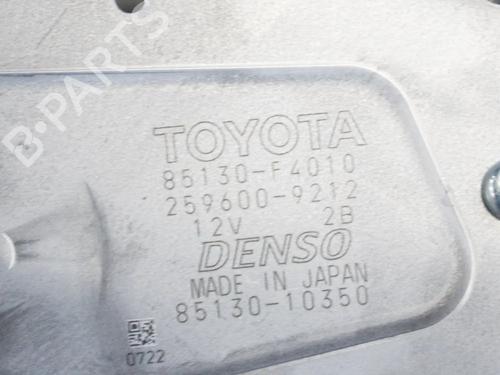 B-PARTS
TOYOTA
85130-F4010
259600-9212
12V 2B
DENSO
MADE IN JAPAN
85130-10350
0722